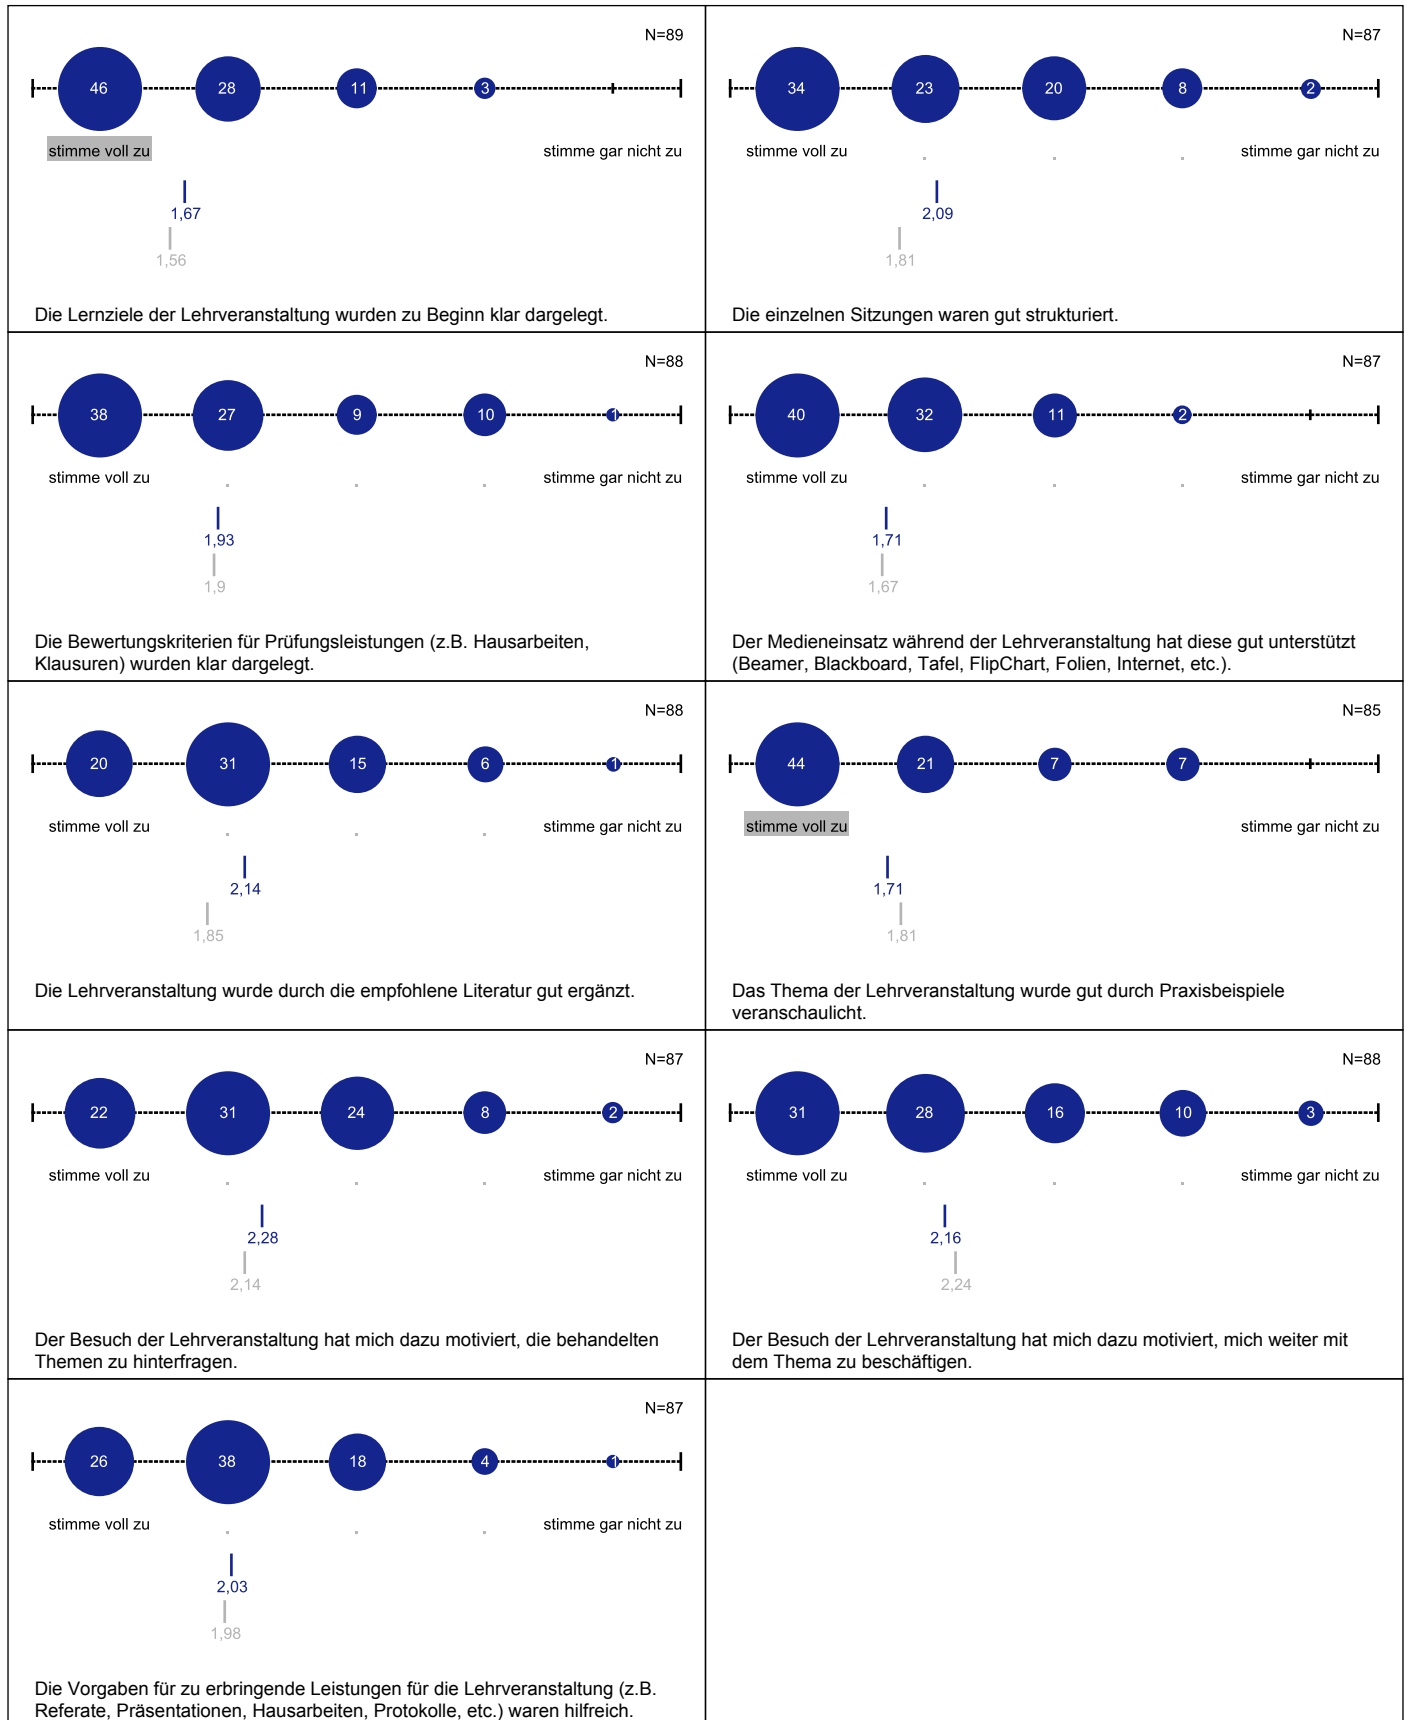 N=89
46 28 11 3
stimme voll zu stimme gar nicht zu
1,67
1,56
Die Lernziele der Lehrveranstaltung wurden zu Beginn klar dargelegt.
N=87
34 23 20 8 2
stimme voll zu . . . stimme gar nicht zu
2,09
1,81
Die einzelnen Sitzungen waren gut strukturiert.
N=88
38 27 9 10 1
stimme voll zu . . . stimme gar nicht zu
1,93
1,9
Die Bewertungskriterien für Prüfungsleistungen (z.B. Hausarbeiten,
Klausuren) wurden klar dargelegt.
N=87
40 32 11 2
stimme voll zu . . . stimme gar nicht zu
1,71
1,67
Der Medieneinsatz während der Lehrveranstaltung hat diese gut unterstützt
(Beamer, Blackboard, Tafel, FlipChart, Folien, Internet, etc.).
N=88
20 31 15 6 1
stimme voll zu . . . stimme gar nicht zu
2,14
1,85
Die Lehrveranstaltung wurde durch die empfohlene Literatur gut ergänzt.
N=85
44 21 7 7
stimme voll zu stimme gar nicht zu
1,71
1,81
Das Thema der Lehrveranstaltung wurde gut durch Praxisbeispiele
veranschaulicht.
N=87
22 31 24 8 2
stimme voll zu . . . stimme gar nicht zu
2,28
2,14
Der Besuch der Lehrveranstaltung hat mich dazu motiviert, die behandelten
Themen zu hinterfragen.
N=88
31 28 16 10 3
stimme voll zu . . . stimme gar nicht zu
2,16
2,24
Der Besuch der Lehrveranstaltung hat mich dazu motiviert, mich weiter mit
dem Thema zu beschäftigen.
N=87
26 38 18 4 1
stimme voll zu . . . stimme gar nicht zu
2,03
1,98
Die Vorgaben für zu erbringende Leistungen für die Lehrveranstaltung (z.B.
Referate, Präsentationen, Hausarbeiten, Protokolle, etc.) waren hilfreich.